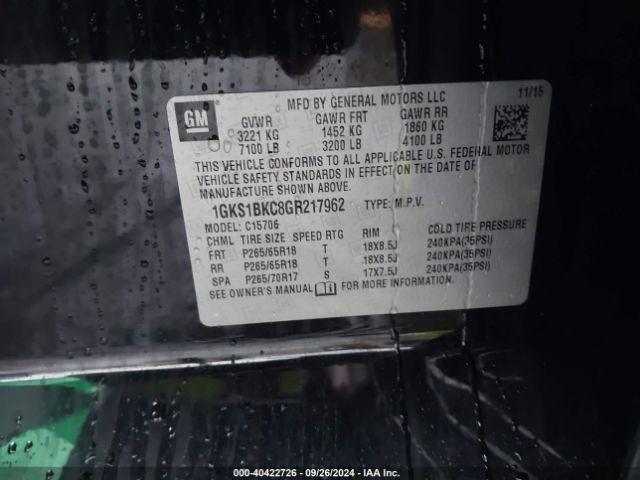 GM
MFD BY GENERAL MOTORS LLC 11/15
GVWR GAWR FRT GAWR RR
3221 KG 1452 KG 1860 KG
7100 LB 3200 LB 4100 LB
THIS VEHICLE CONFORMS TO ALL APPLICABLE U.S. FEDERAL MOTOR
VEHICLE SAFETY STANDARDS IN EFFECT ON THE DATE OF
MANUFACTURE SHOWN ABOVE.
1GKS1BKC8GR217962 TYPE: M.P.V.
MODEL: C15706
CHML TIRE SIZE SPEED RTG RIM COLD TIRE PRESSURE
FRT P265/65R18 T 18X8.5J 240KPA(35PSI)
RR P265/65R18 T 18X8.5J 240KPA(35PSI)
SPA P265/70R17 S 17X7.5J 240KPA(35PSI)
SEE OWNER'S MANUAL FOR MORE INFORMATION.
000-40422726 - 09/26/2024 - IAA Inc.